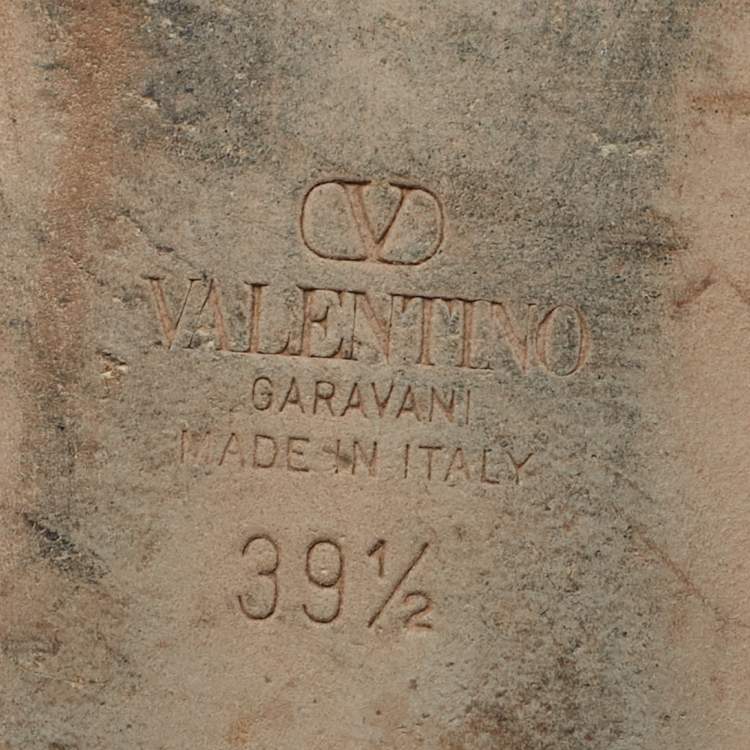 V
VALENTINO
GARAVANI
MADE IN ITALY
39½